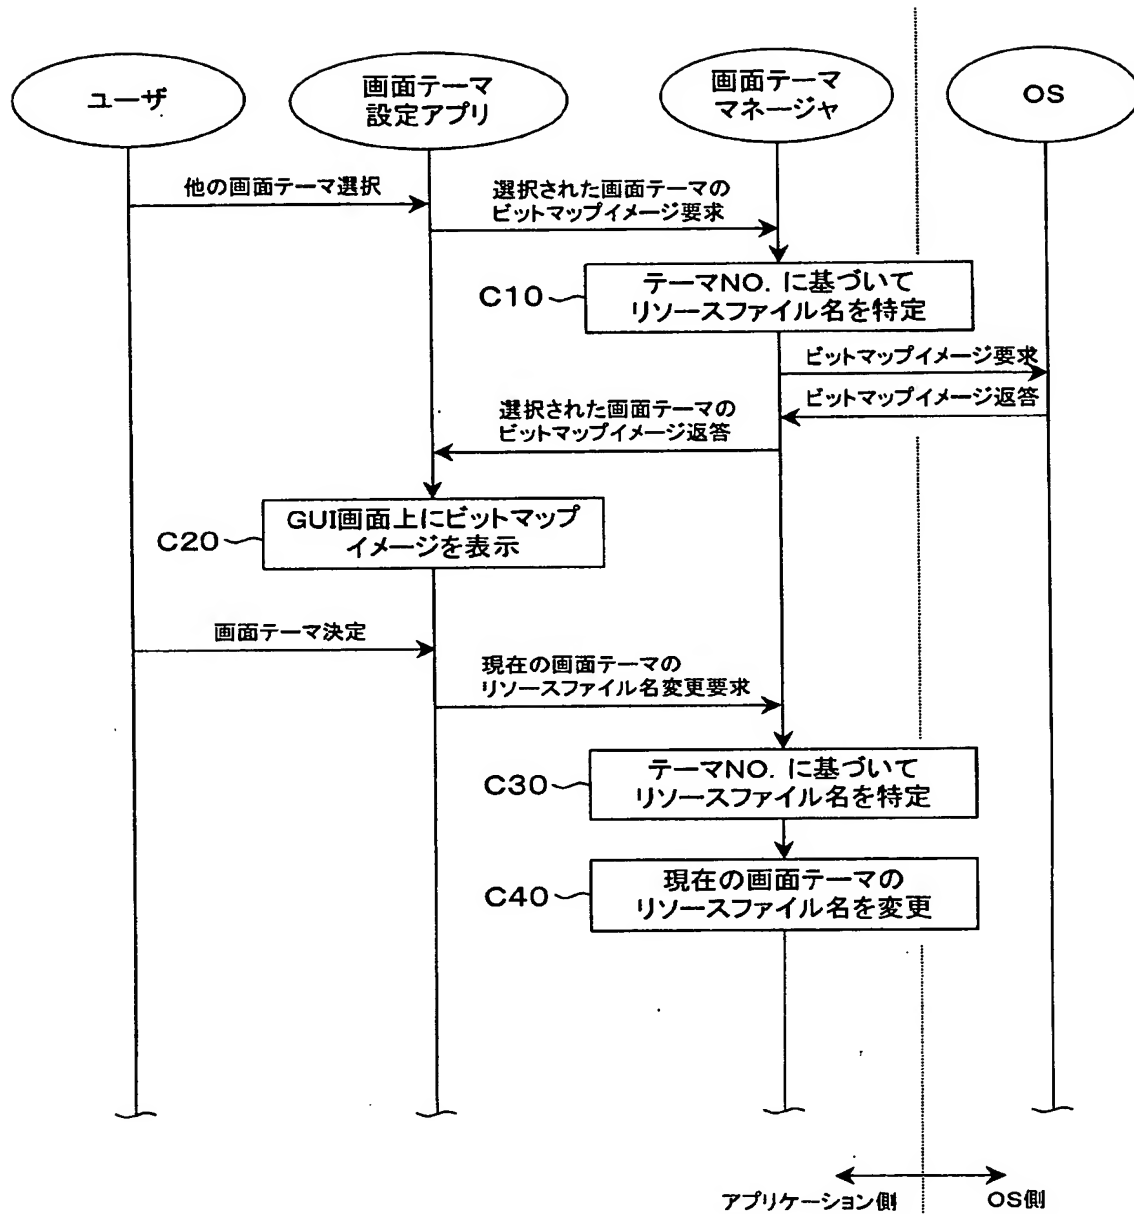 ユーザ
画面テーマ
設定アプリ
画面テーマ
マネージャ
OS
他の画面テーマ選択
選択された画面テーマの
ビットマップイメージ要求
C10
テーマNO. に基づいて
リソースファイル名を特定
ビットマップイメージ要求
ビットマップイメージ返答
選択された画面テーマの
ビットマップイメージ返答
C20
GUI画面上にビットマップ
イメージを表示
画面テーマ決定
現在の画面テーマの
リソースファイル名変更要求
C30
テーマNO. に基づいて
リソースファイル名を特定
C40
現在の画面テーマの
リソースファイル名を変更
アプリケーション側
OS側